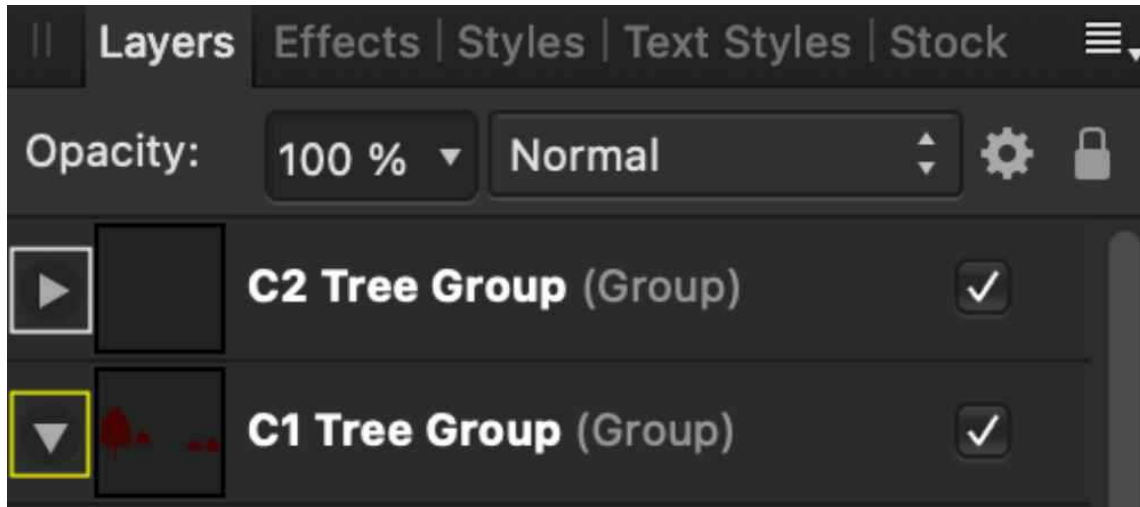 Layers Effects | Styles | Text Styles | Stock
Opacity: 100 % Normal
C2 Tree Group (Group)
C1 Tree Group (Group)